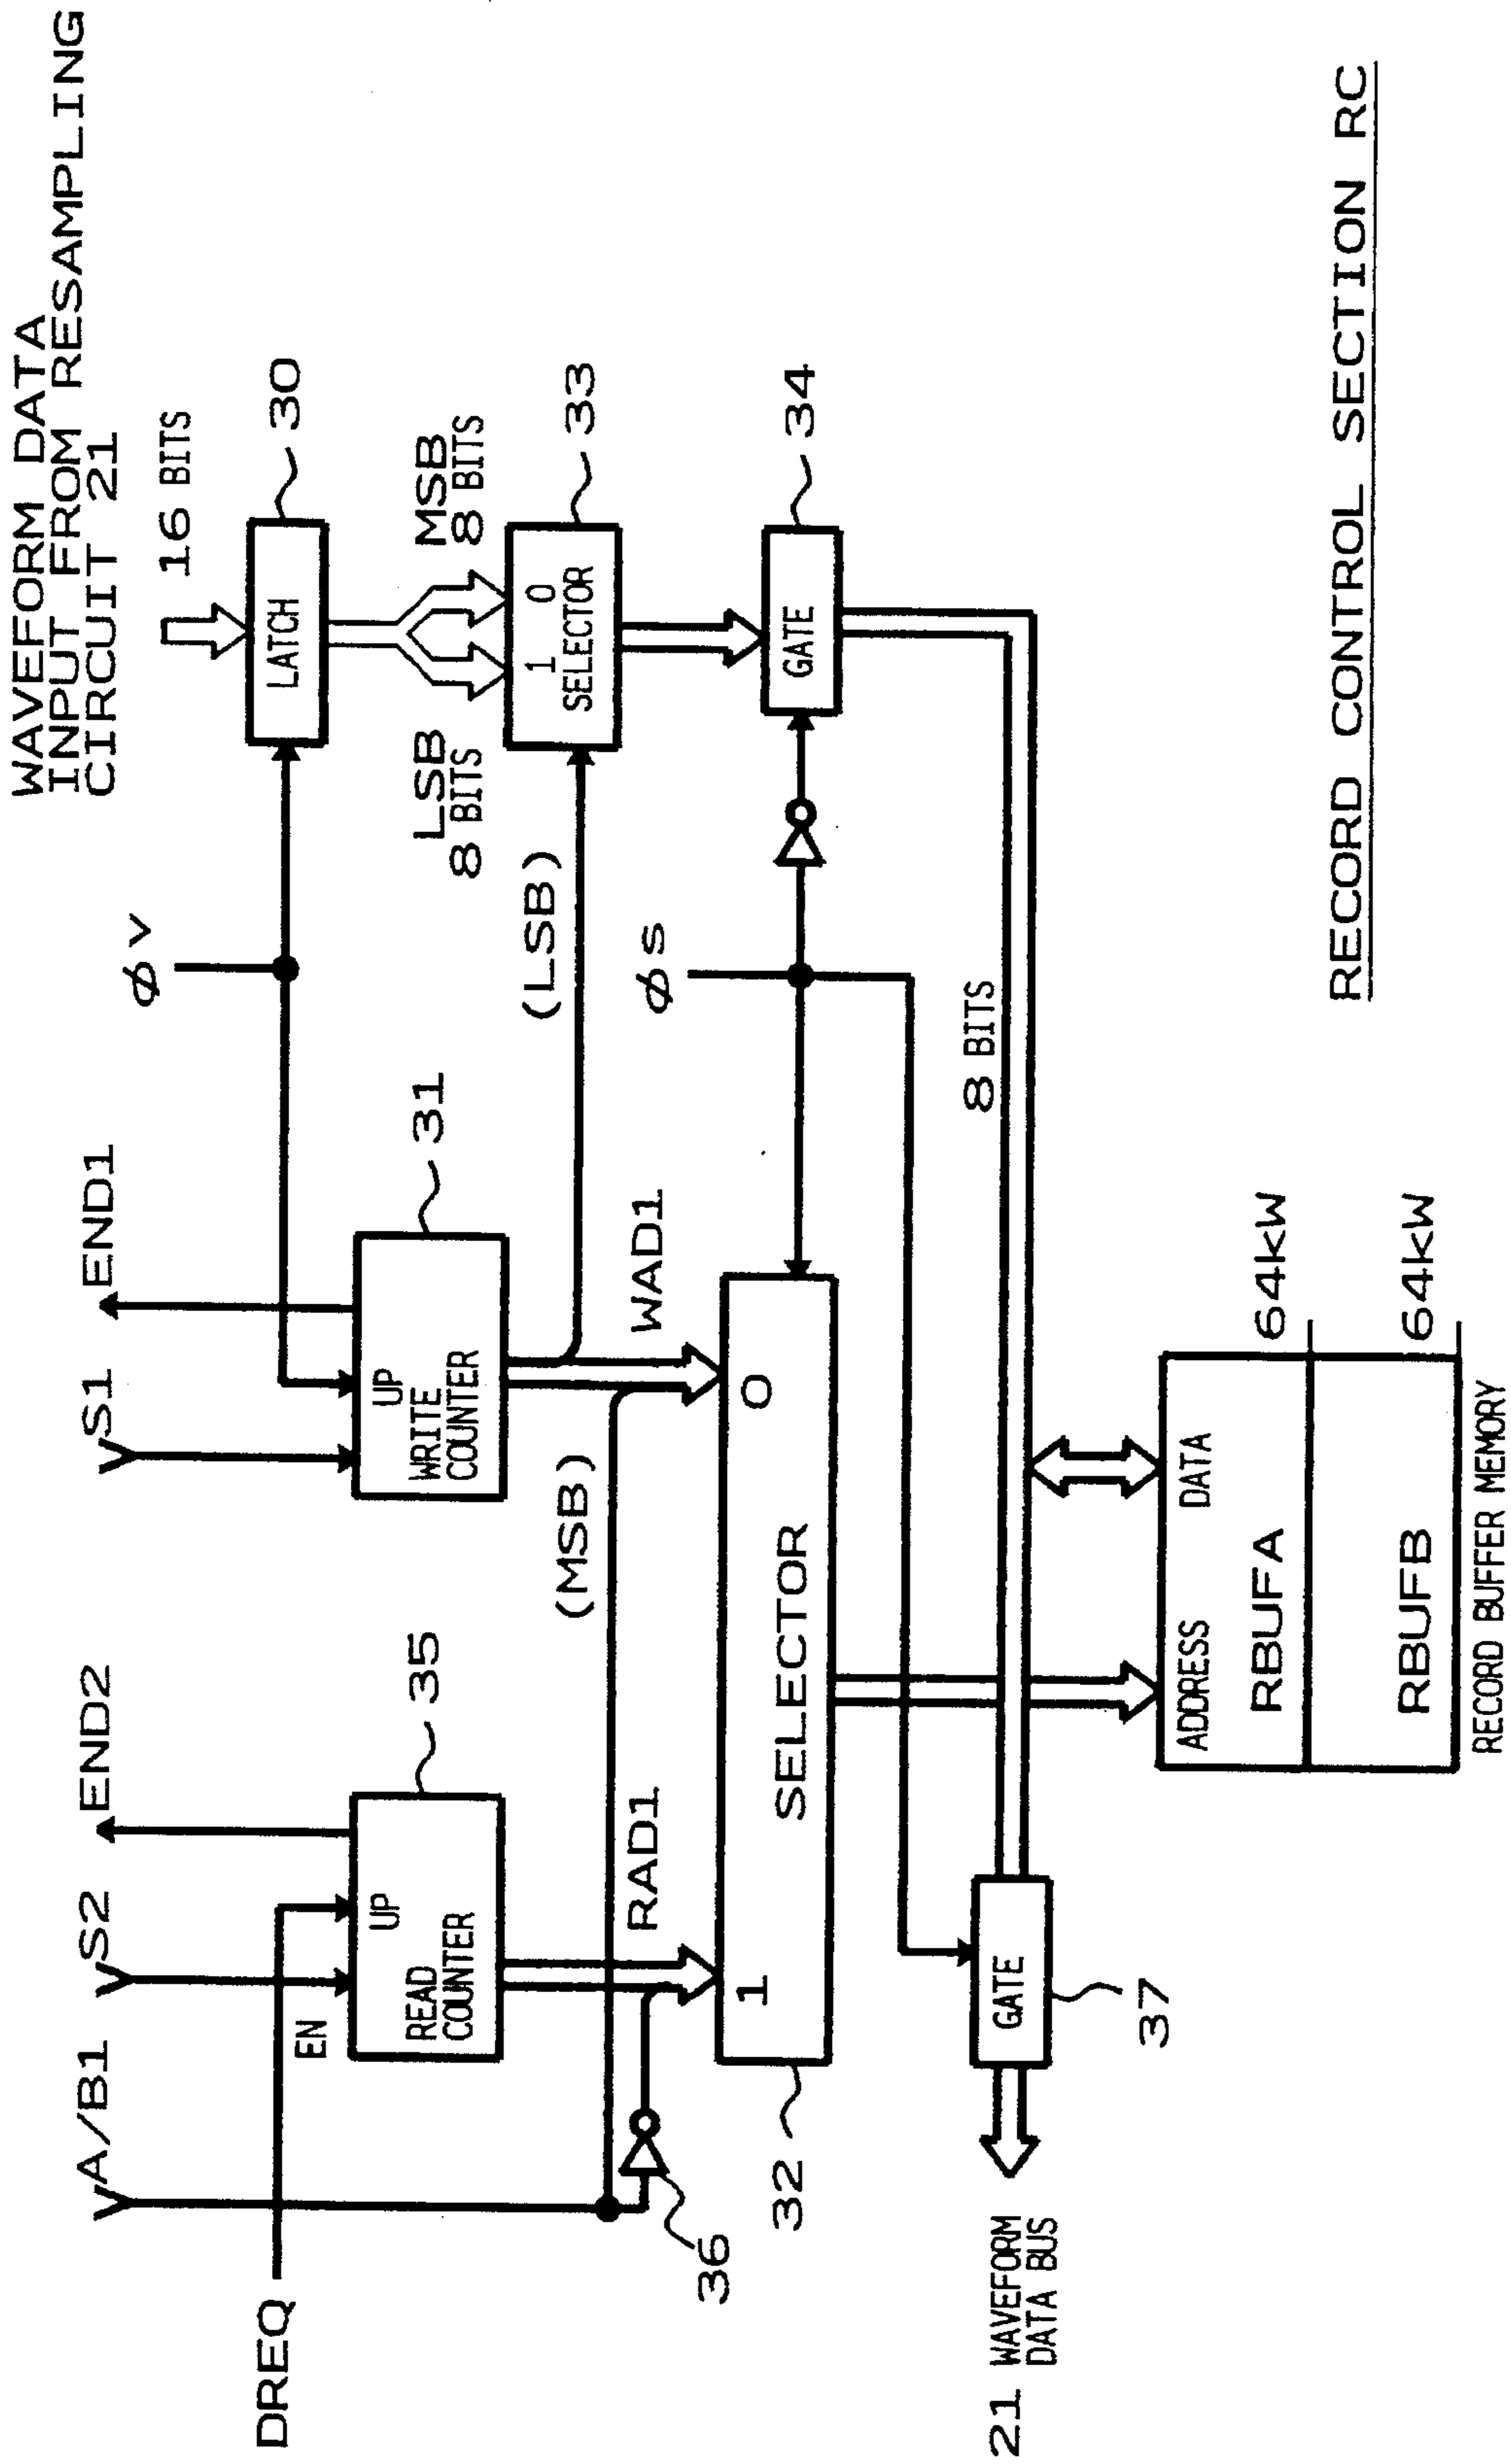 WAVEFORM DATA
INPUT FROM RESAMPLING
CIRCUIT 21
16 BITS
DREQ
A/B1
S2
END2
S1
END1
φv
LATCH
30
EN
UP
READ
COUNTER
35
UP
WRITE
COUNTER
31
LSB
8 BITS
MSB
8 BITS
(LSB)
1 0
SELECTOR
33
(MSB)
36
RAD1
WAD1
φs
1
0
SELECTOR
32
GATE
34
8 BITS
21 WAVEFORM
DATA BUS
GATE
37
ADDRESS
DATA
RBUFA
64kW
RBUFB
64kW
RECORD BUFFER MEMORY
RECORD CONTROL SECTION RC